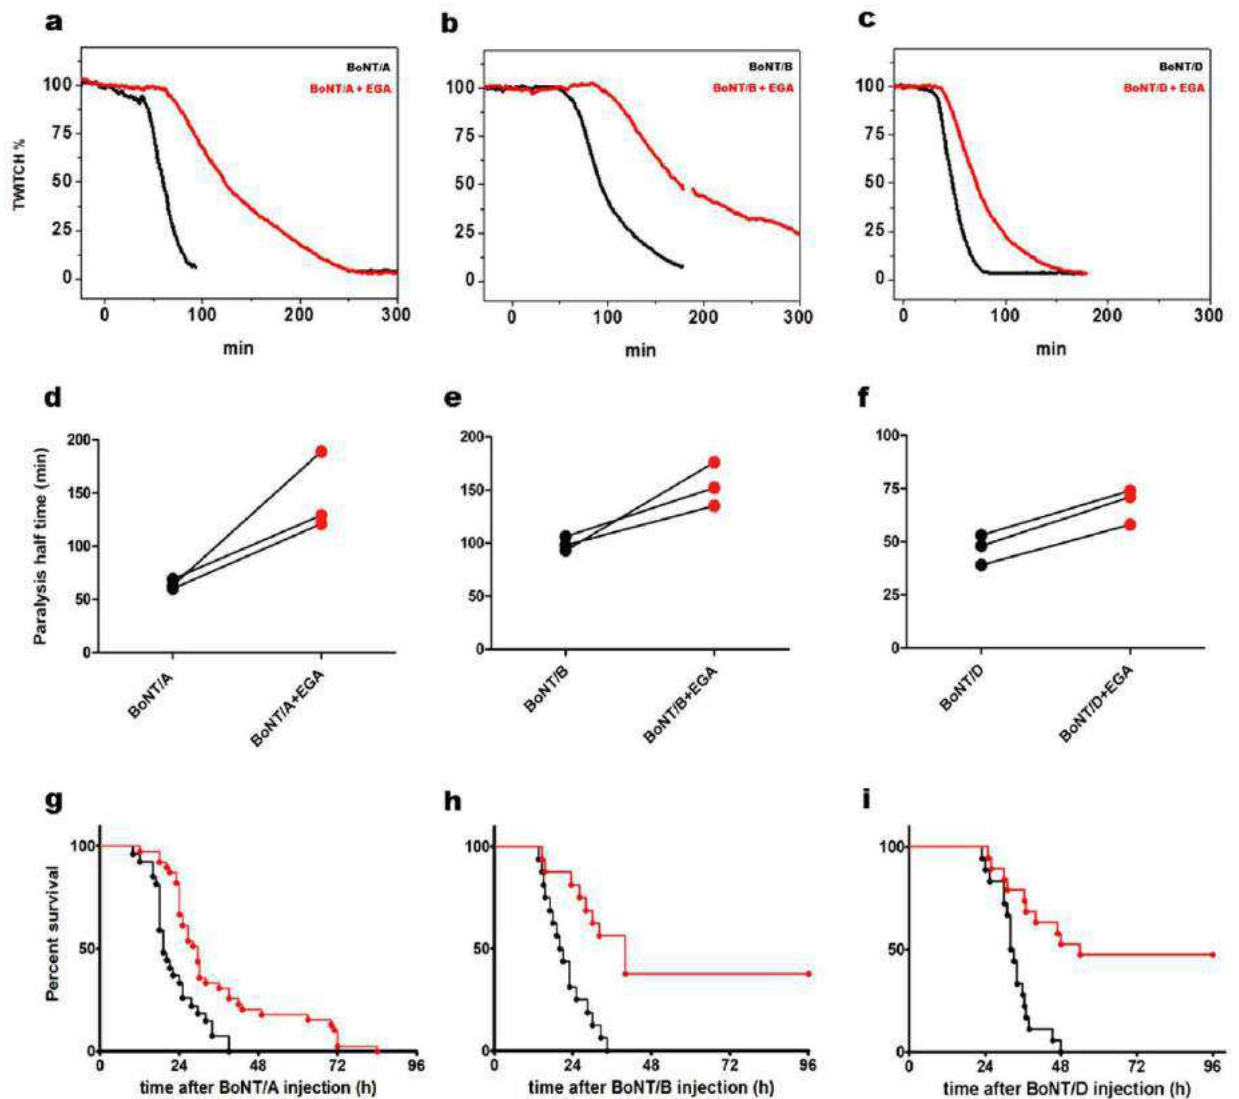 a
b
c
BoNT/A
BoNT/A + EGA
BoNT/B
BoNT/B + EGA
BoNT/D
BoNT/D + EGA
TWITCH %
100
75
50
25
0
100
75
50
25
0
100
75
50
25
0
0 100 200 300
0 100 200 300
0 100 200 300
min
min
min
d
e
f
Paralysis half time (min)
200
150
100
50
0
200
150
100
50
0
100
75
50
25
0
BoNT/A
BoNT/A+EGA
BoNT/B
BoNT/B+EGA
BoNT/D
BoNT/D+EGA
g
h
i
Percent survival
100
50
0
100
50
0
100
50
0
0 24 48 72 96
0 24 48 72 96
0 24 48 72 96
time after BoNT/A injection (h)
time after BoNT/B injection (h)
time after BoNT/D injection (h)